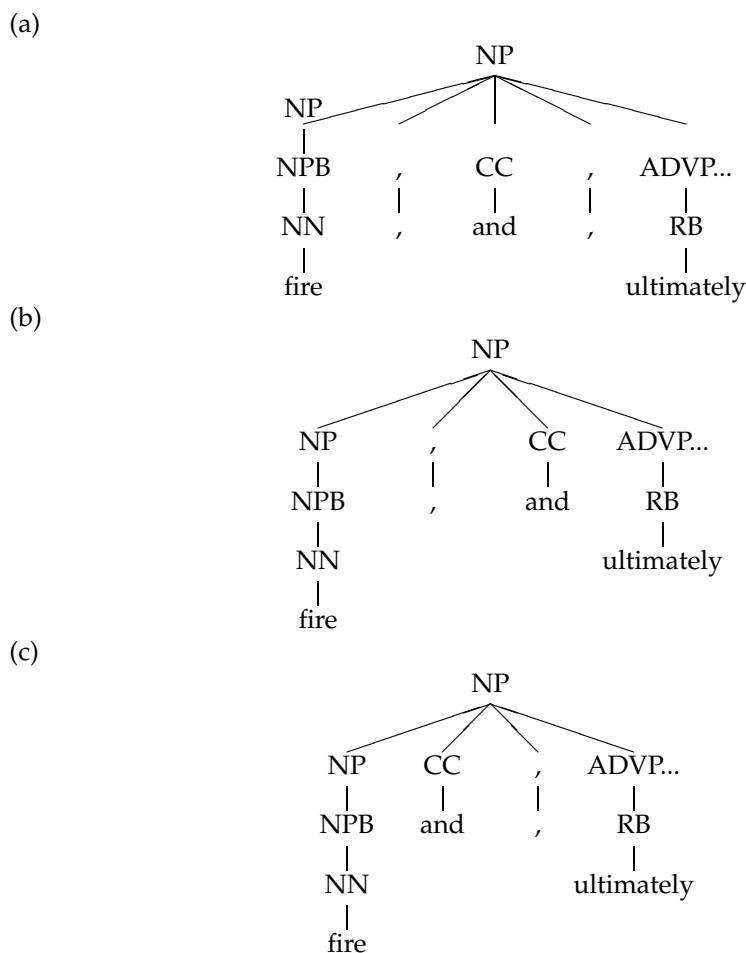 (a)
NP
NP
NPB , CC , ADVP...
NN , and , RB
fire ultimately
(b)
NP
NP , CC ADVP...
NPB , and RB
NN ultimately
fire
(c)
NP
NP CC , ADVP...
NPB and , RB
NN ultimately
fire